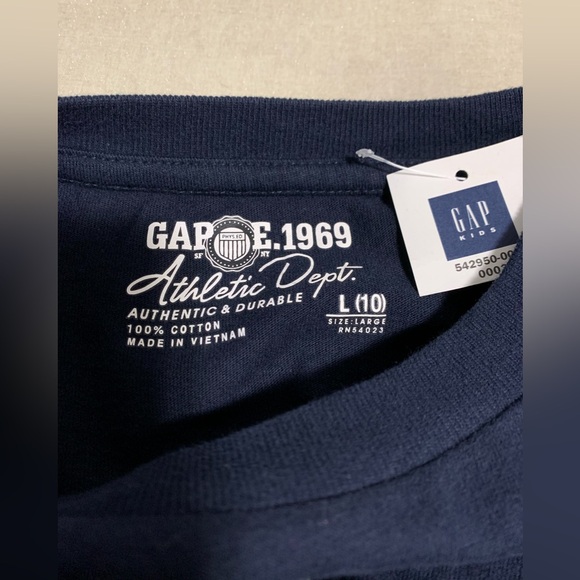 GAP E.1969
PHYS ED
SF NY
Athletic Dept.
AUTHENTIC & DURABLE
100% COTTON
MADE IN VIETNAM
L (10)
SIZE:LARGE
RN54023
GAP
KIDS
542950-00
000